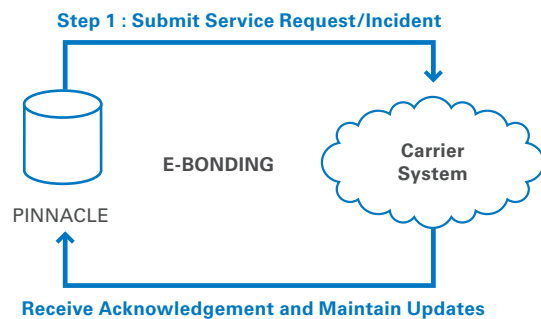 Step 1 : Submit Service Request/Incident
E-BONDING
Carrier
System
PINNACLE
Receive Acknowledgement and Maintain Updates